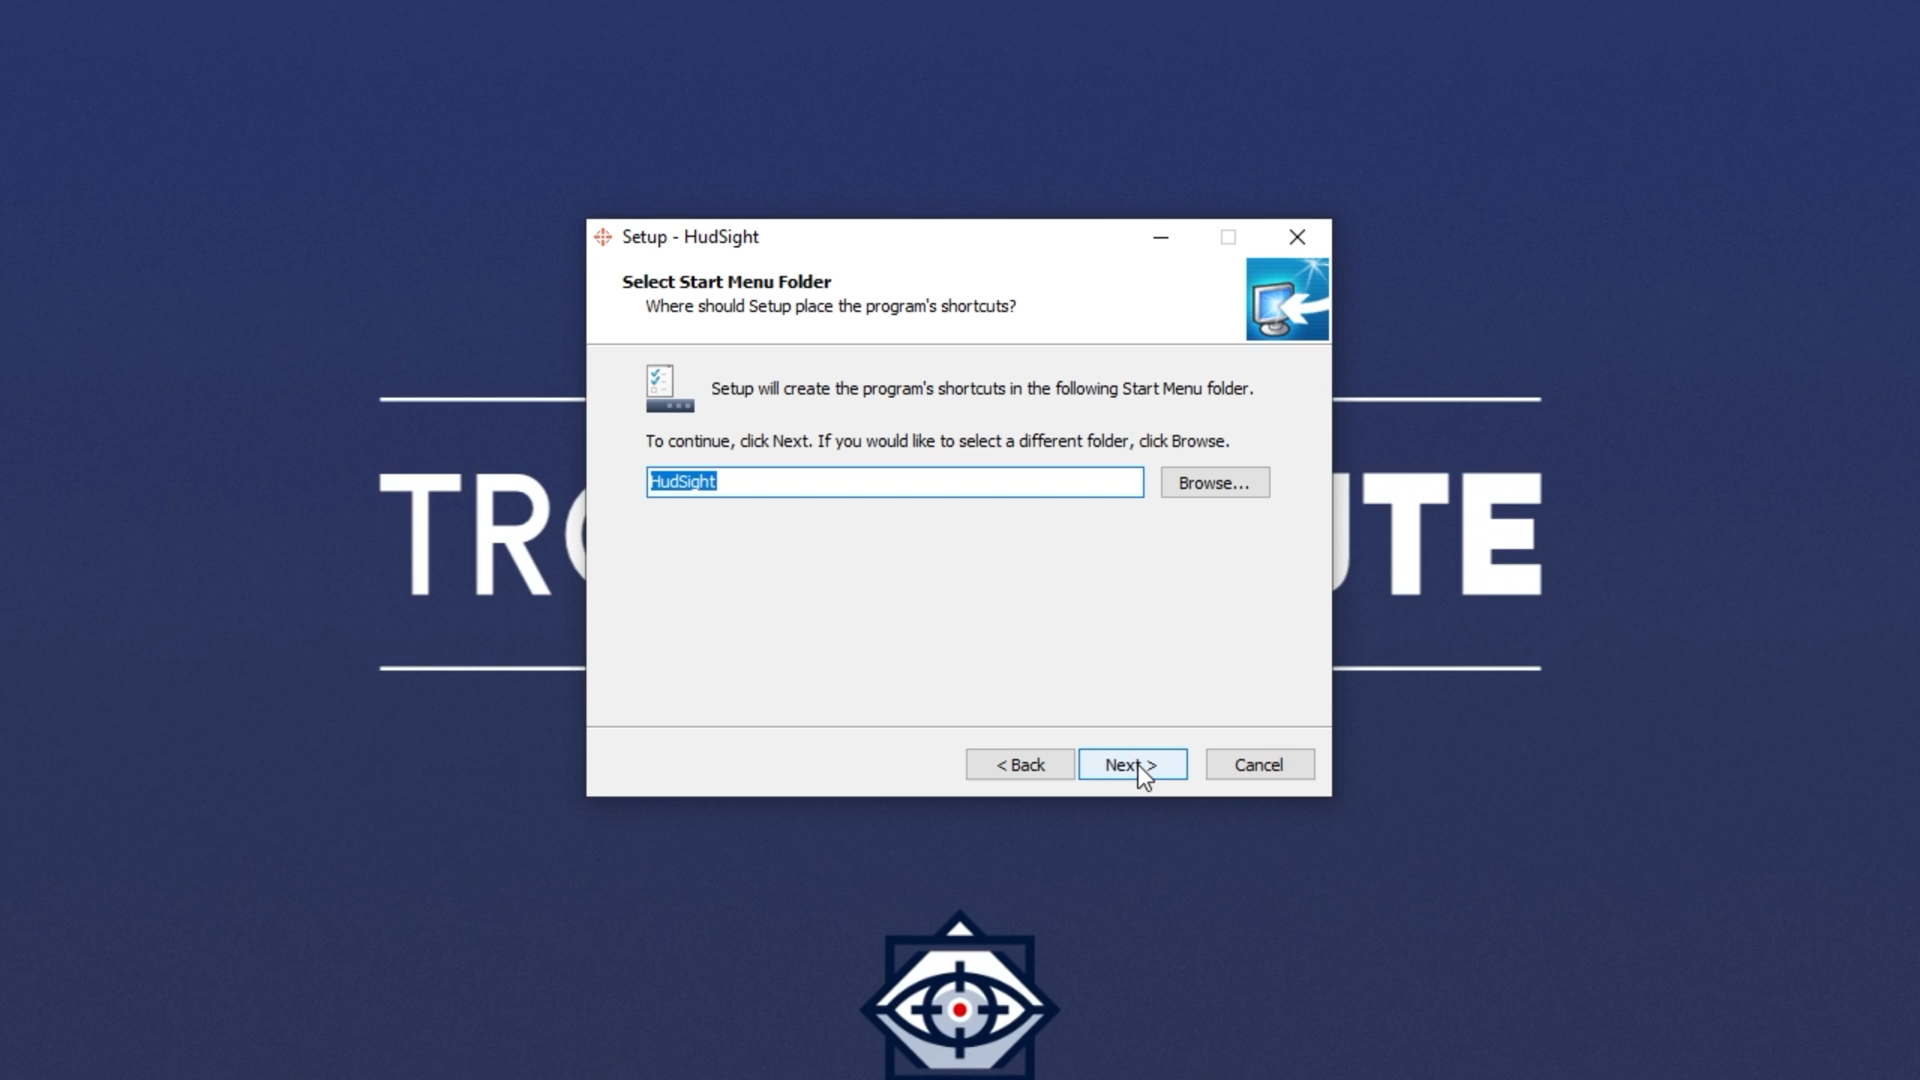 Setup - HudSight
Select Start Menu Folder
Where should Setup place the program's shortcuts?
Setup will create the program's shortcuts in the following Start Menu folder.
To continue, click Next. If you would like to select a different folder, click Browse.
HudSight
Browse...
< Back
Next >
Cancel